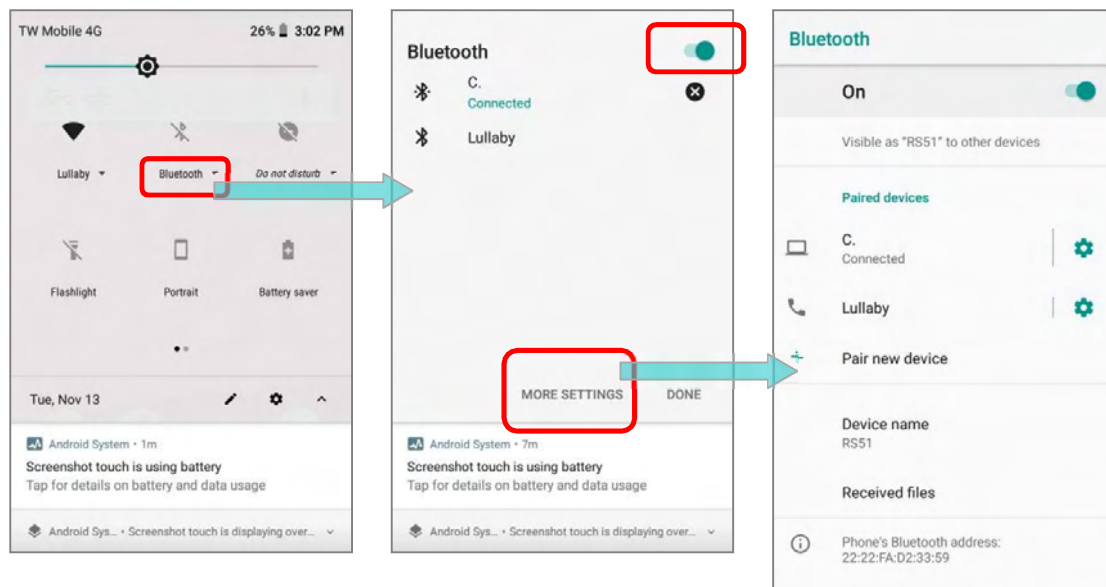 TW Mobile 4G 26% 3:02 PM
Lullaby Bluetooth Do not disturb
Flashlight Portrait Battery saver
Tue, Nov 13
Android System • 1m
Screenshot touch is using battery
Tap for details on battery and data usage
Android Sys... • Screenshot touch is displaying over...
Bluetooth
C.
Connected
Lullaby
MORE SETTINGS DONE
Android System • 7m
Screenshot touch is using battery
Tap for details on battery and data usage
Android Sys... • Screenshot touch is displaying over...
Bluetooth
On
Visible as "RS51" to other devices
Paired devices
C.
Connected
Lullaby
Pair new device
Device name
RS51
Received files
Phone's Bluetooth address:
22:22:FA:D2:33:59